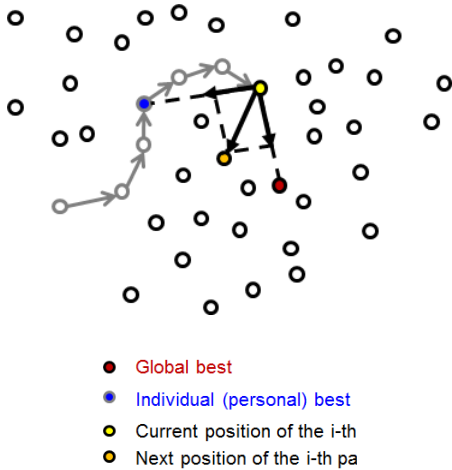 Global best
Individual (personal) best
Current position of the i-th
Next position of the i-th pa